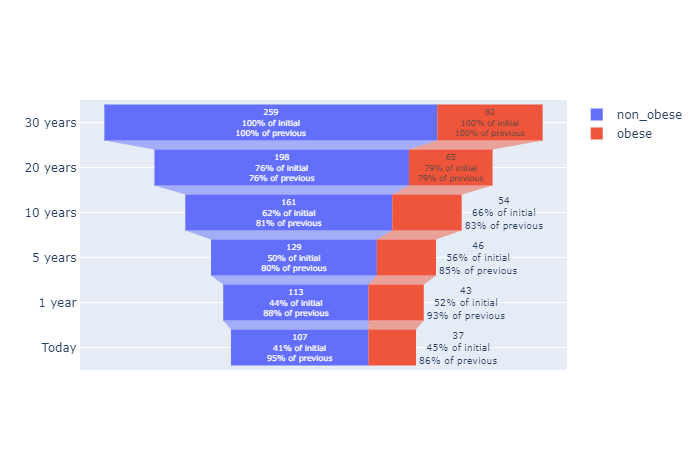 30 years
259
100% of initial
100% of previous
82
100% of initial
100% of previous
20 years
198
76% of initial
76% of previous
65
79% of initial
79% of previous
10 years
161
62% of initial
81% of previous
54
66% of initial
83% of previous
5 years
129
50% of initial
80% of previous
46
56% of initial
85% of previous
1 year
113
44% of initial
88% of previous
43
52% of initial
93% of previous
Today
107
41% of initial
95% of previous
37
45% of initial
86% of previous
non_obese
obese